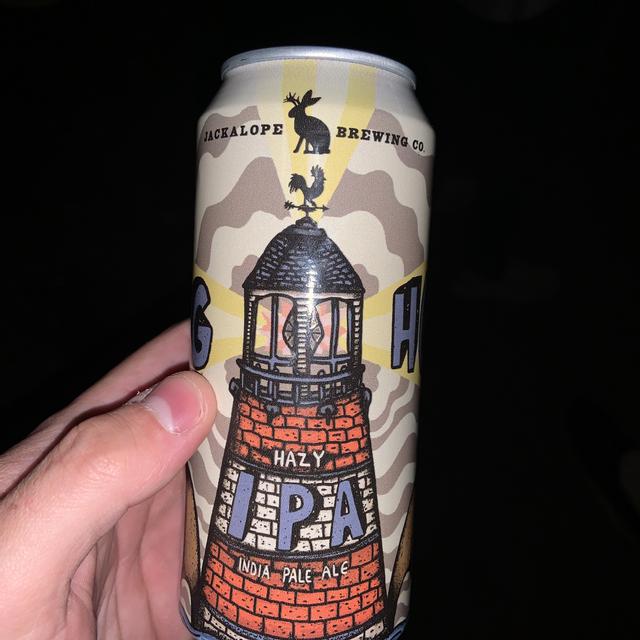 JACKALOPE BREWING CO.
G H
HAZY
IPA
INDIA PALE ALE